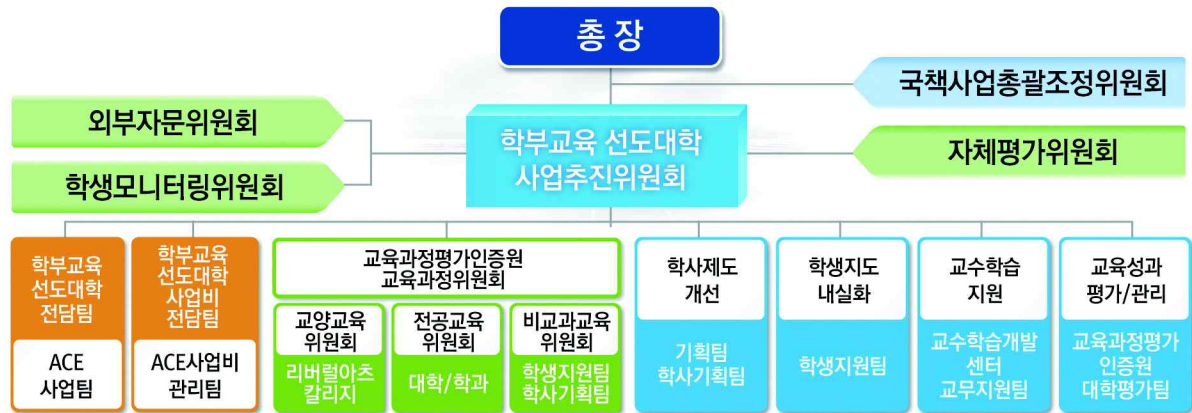 총 장
국책사업총괄조정위원회
외부자문위원회
학부교육 선도대학
사업추진위원회
자체평가위원회
학생모니터링위원회
학부교육
선도대학
전담팀
ACE
사업팀
학부교육
선도대학
사업비
전담팀
ACE사업비
관리팀
교육과정평가인증원
교육과정위원회
교양교육
위원회
리버럴아츠
칼리지
전공교육
위원회
대학/학과
비교과교육
위원회
학생지원팀
학사기획팀
학사제도
개선
기획팀
학사기획팀
학생지도
내실화
학생지원팀
교수학습
지원
교수학습개발
센터
교무지원팀
교육성과
평가/관리
교육과정평가
인증원
대학평가팀